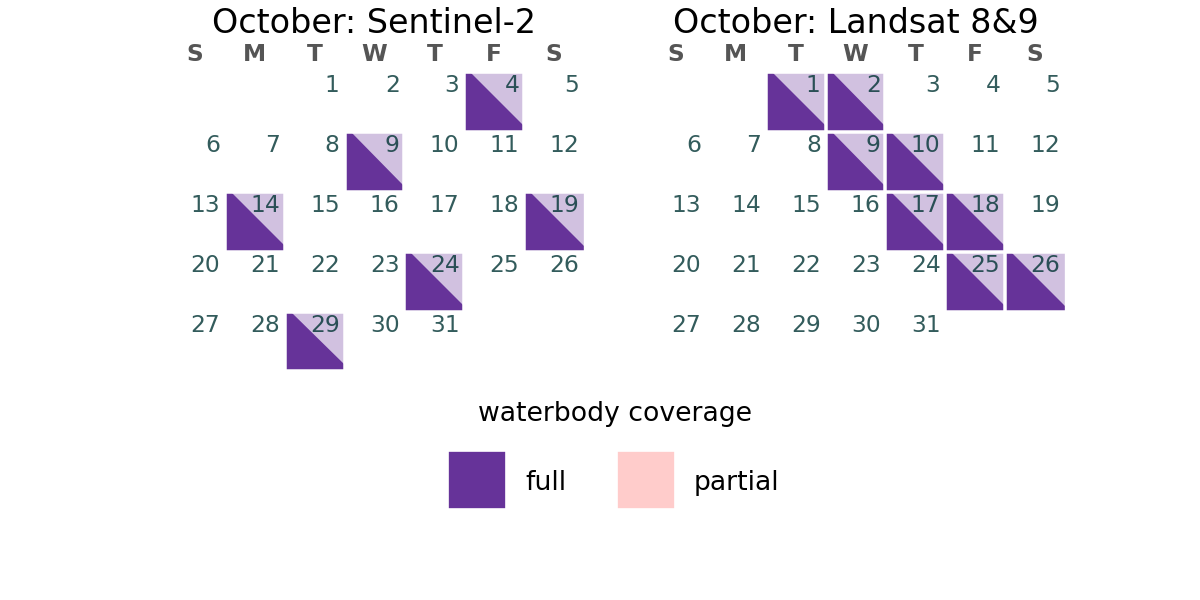 October: Sentinel-2
S M T W T F S
1 2 3 4 5
6 7 8 9 10 11 12
13 14 15 16 17 18 19
20 21 22 23 24 25 26
27 28 29 30 31
October: Landsat 8&9
S M T W T F S
1 2 3 4 5
6 7 8 9 10 11 12
13 14 15 16 17 18 19
20 21 22 23 24 25 26
27 28 29 30 31
waterbody coverage
full partial